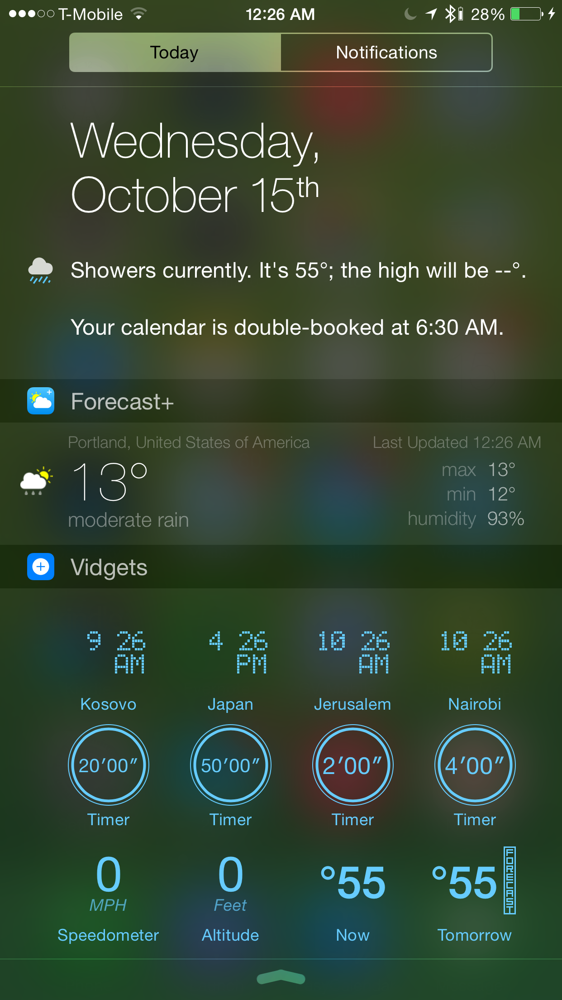 T-Mobile 12:26 AM 28%
Today Notifications
Wednesday,
October 15th
Showers currently. It's 55°; the high will be --°.
Your calendar is double-booked at 6:30 AM.
Forecast+
Portland, United States of America Last Updated 12:26 AM
13° max 13°
min 12°
moderate rain humidity 93%
Vidgets
9 26 4 26 10 26 10 26
AM PM AM AM
Kosovo Japan Jerusalem Nairobi
20′00″ 50′00″ 2′00″ 4′00″
Timer Timer Timer Timer
0 0 °55 °55 FORECAST
MPH Feet
Speedometer Altitude Now Tomorrow